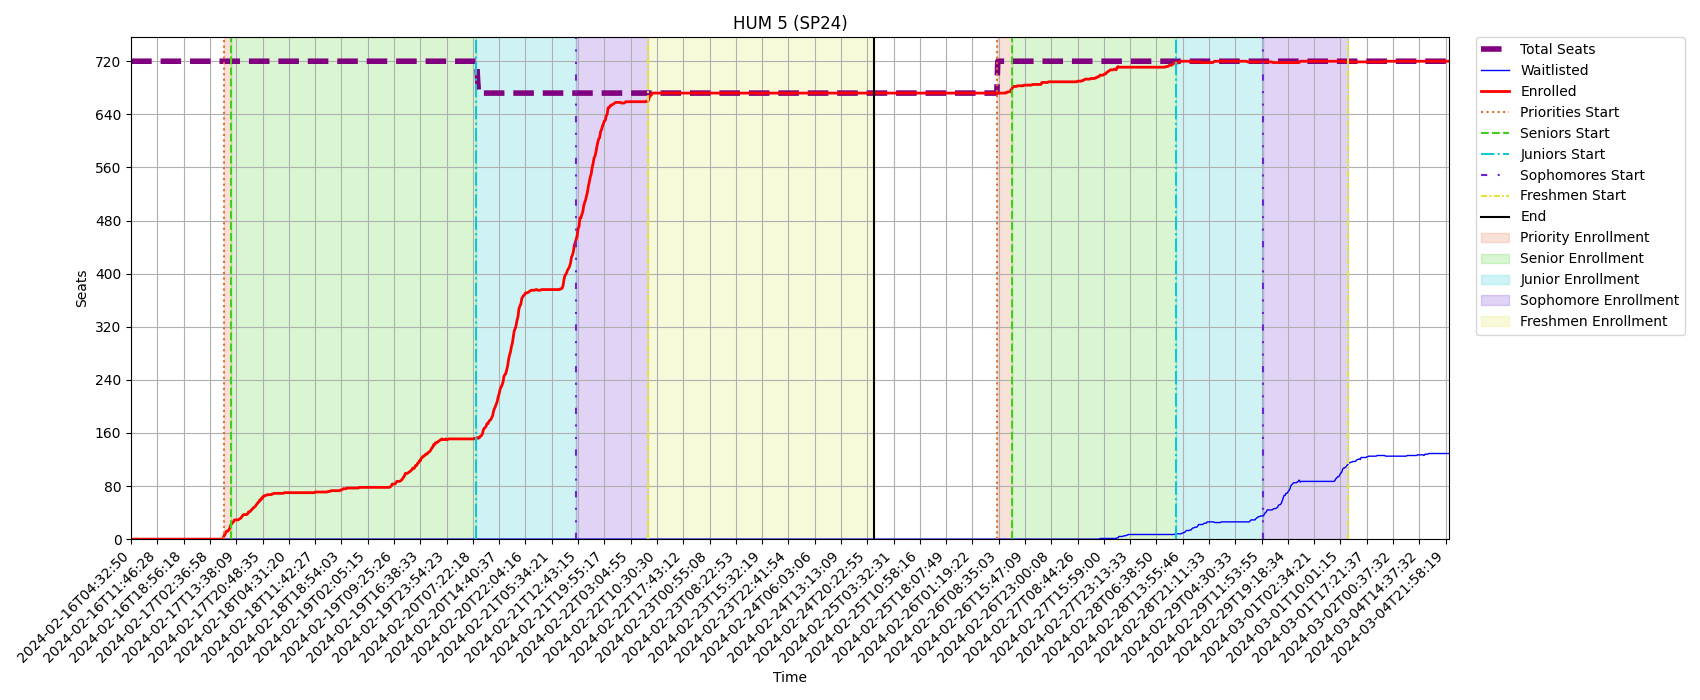 HUM 5 (SP24)
Seats
720
640
560
480
400
320
240
160
80
0
2024-02-16T04:32:50
2024-02-16T11:46:28
2024-02-16T18:56:18
2024-02-17T02:36:58
2024-02-17T13:38:09
2024-02-17T20:48:35
2024-02-18T04:31:20
2024-02-18T11:42:27
2024-02-18T18:54:03
2024-02-19T02:05:15
2024-02-19T09:25:26
2024-02-19T16:38:33
2024-02-19T23:54:23
2024-02-20T07:22:18
2024-02-20T14:40:37
2024-02-20T22:04:16
2024-02-21T05:34:21
2024-02-21T12:43:15
2024-02-21T19:55:17
2024-02-22T03:04:55
2024-02-22T10:30:30
2024-02-22T17:43:12
2024-02-23T00:55:08
2024-02-23T08:22:53
2024-02-23T15:32:19
2024-02-23T22:41:54
2024-02-24T06:03:06
2024-02-24T13:13:09
2024-02-24T20:22:55
2024-02-25T03:32:31
2024-02-25T10:58:16
2024-02-25T18:07:49
2024-02-26T01:19:22
2024-02-26T08:35:03
2024-02-26T15:47:09
2024-02-26T23:00:08
2024-02-27T08:44:26
2024-02-27T15:59:00
2024-02-27T23:13:33
2024-02-28T06:38:50
2024-02-28T13:55:46
2024-02-28T21:11:33
2024-02-29T04:30:33
2024-02-29T11:53:55
2024-02-29T19:18:34
2024-03-01T02:34:21
2024-03-01T10:01:15
2024-03-01T17:21:37
2024-03-02T00:37:32
2024-03-04T14:37:32
2024-03-04T21:58:19
Time
Total Seats
Waitlisted
Enrolled
Priorities Start
Seniors Start
Juniors Start
Sophomores Start
Freshmen Start
End
Priority Enrollment
Senior Enrollment
Junior Enrollment
Sophomore Enrollment
Freshmen Enrollment